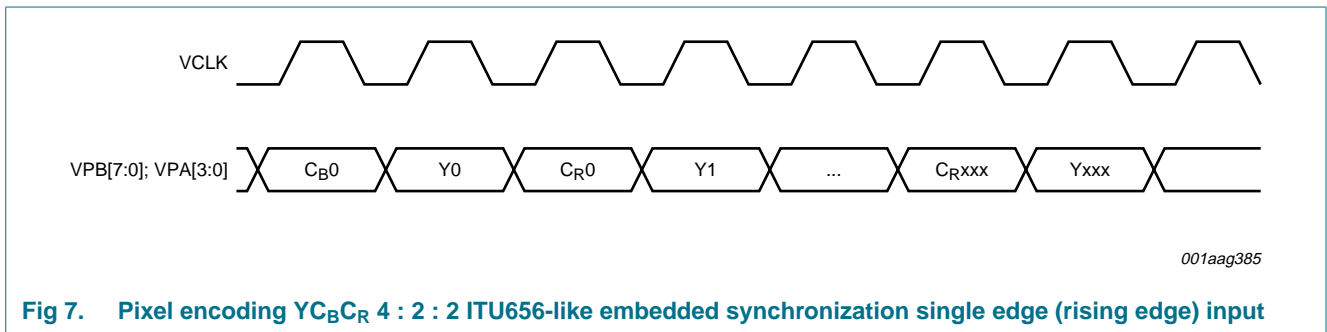 VCLK
VPB[7:0]; VPA[3:0] CB0 Y0 CR0 Y1 ... CRxxx Yxxx
001aag385
Fig 7. Pixel encoding YCBCR 4 : 2 : 2 ITU656-like embedded synchronization single edge (rising edge) input